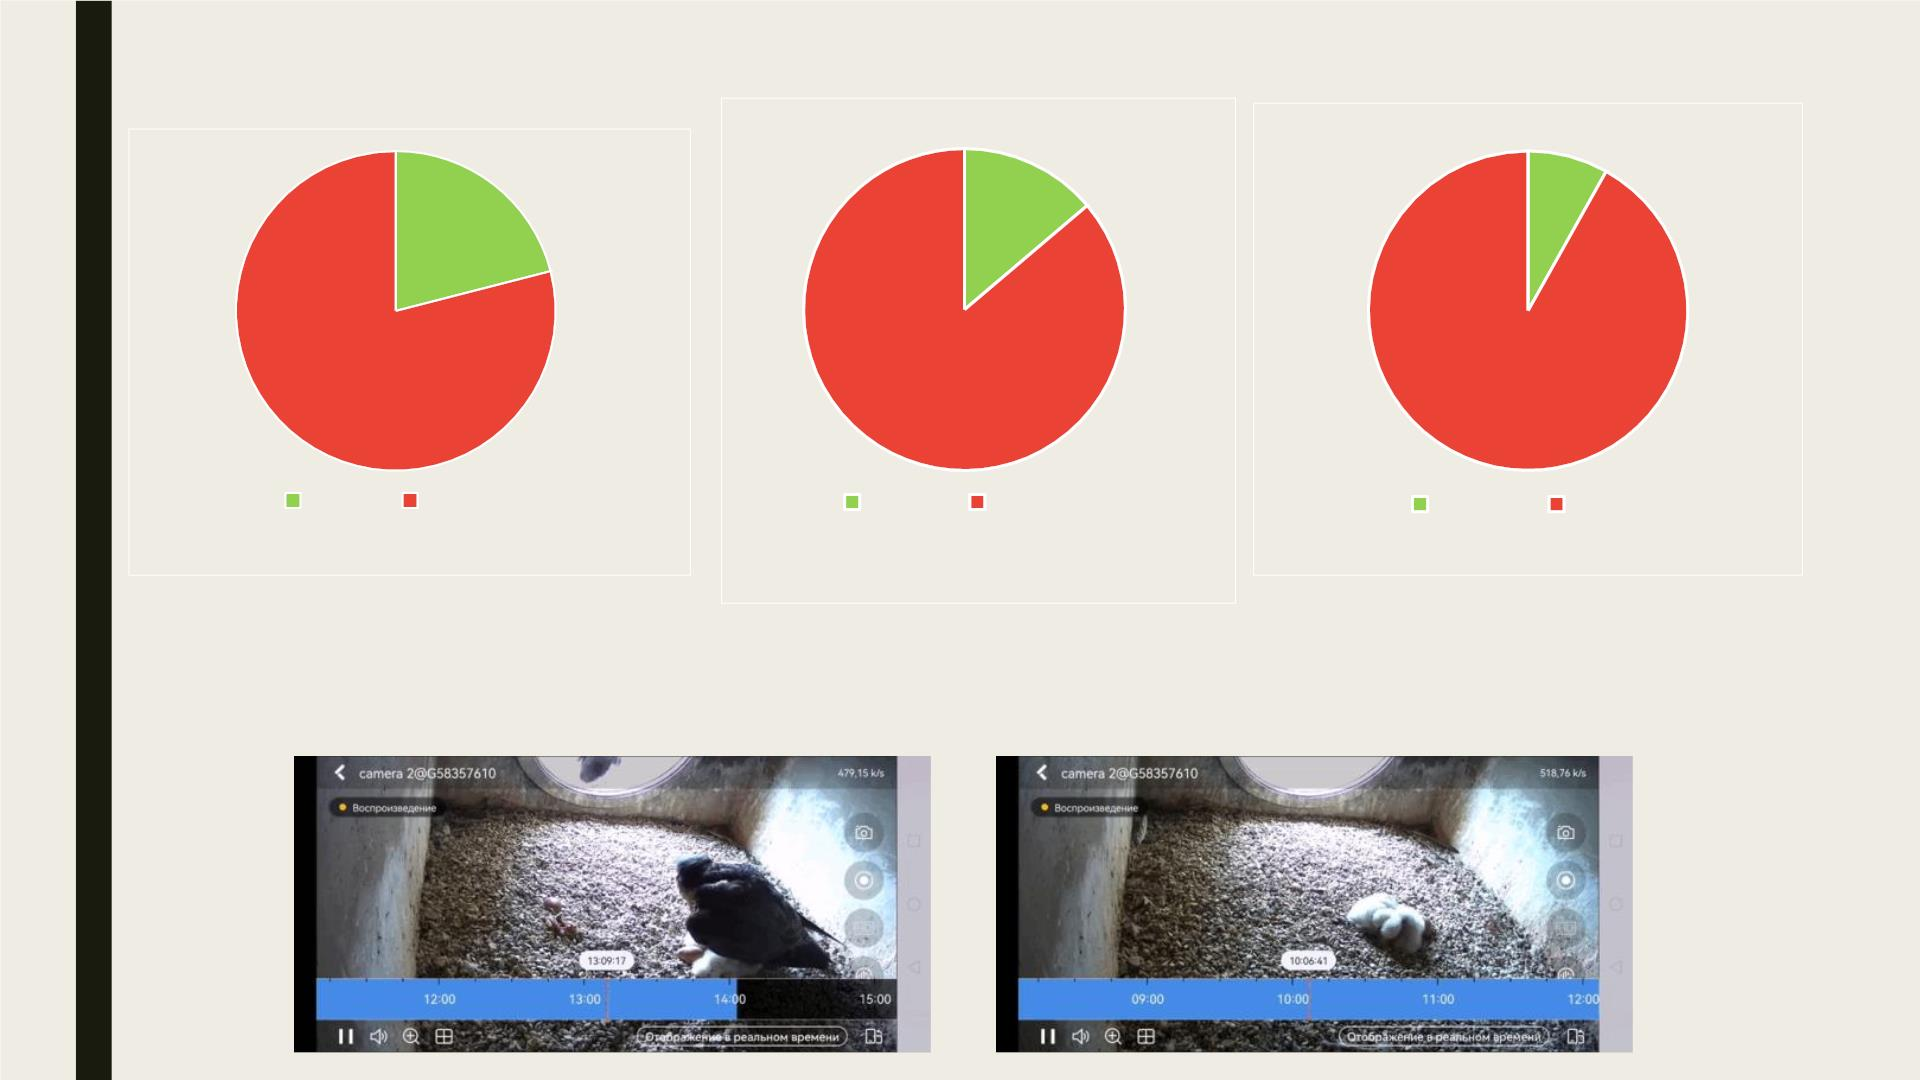 camera 2@G58357610
479,15 k/s
Воспроизведение
13:09:17
12:00 13:00 14:00 15:00
Отображение в реальном времени
camera 2@G58357610
518,76 k/s
Воспроизведение
10:06:41
09:00 10:00 11:00 12:00
Отображение в реальном времени